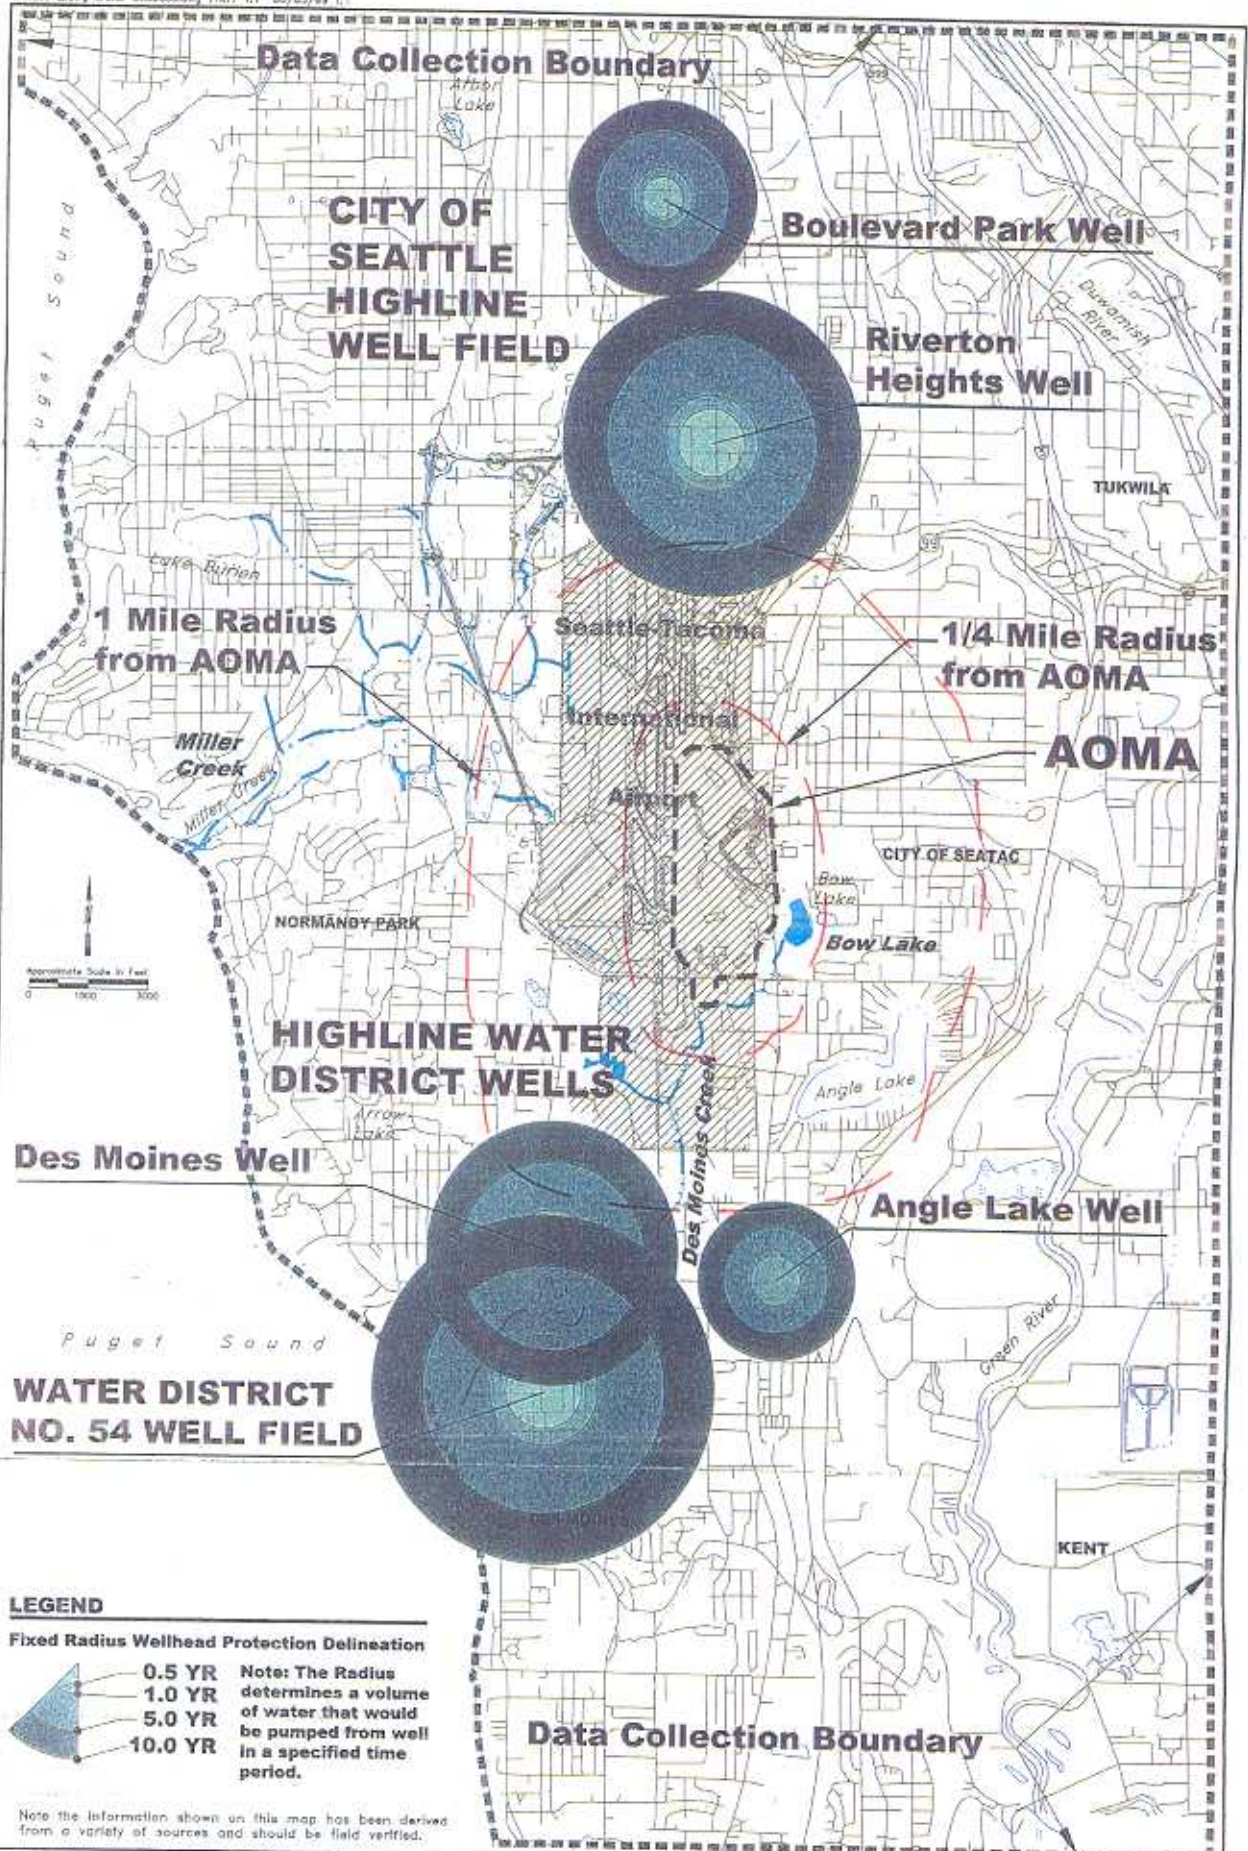 Data Collection Boundary
Arbor
Lake
CITY OF
SEATTLE
HIGHLINE
WELL FIELD
Boulevard Park Well
Puget Sound
Duwamish
River
Riverton
Heights Well
TUKWILA
99
Lake Burien
1 Mile Radius
from AOMA
Seattle-Tacoma
International
Airport
1/4 Mile Radius
from AOMA
AOMA
Miller
Creek
Miller Creek
CITY OF SEATAC
Bow
Lake
Bow Lake
NORMANDY PARK
Approximate Scale in Feet
0 1500 3000
HIGHLINE WATER
DISTRICT WELLS
Angle Lake
Arrow
Lake
Des Moines Creek
Des Moines Well
Angle Lake Well
Green River
Puget Sound
WATER DISTRICT
NO. 54 WELL FIELD
DES MOINES
KENT
LEGEND
Fixed Radius Wellhead Protection Delineation
0.5 YR
1.0 YR
5.0 YR
10.0 YR
Note: The Radius
determines a volume
of water that would
be pumped from well
in a specified time
period.
Data Collection Boundary
Note the information shown on this map has been derived
from a variety of sources and should be field verified.